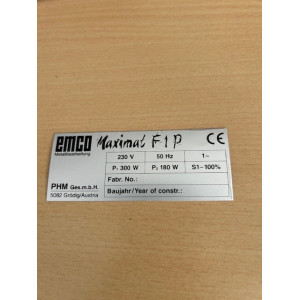 emco Maximat F1P CE
Metallbearbeitung
230 V 50 Hz 1~
P₁ 300 W P₂ 180 W S1-100%
PHM Ges.m.b.H. Fabr. No.:
5082 Grödig/Austria Baujahr/Year of constr.: